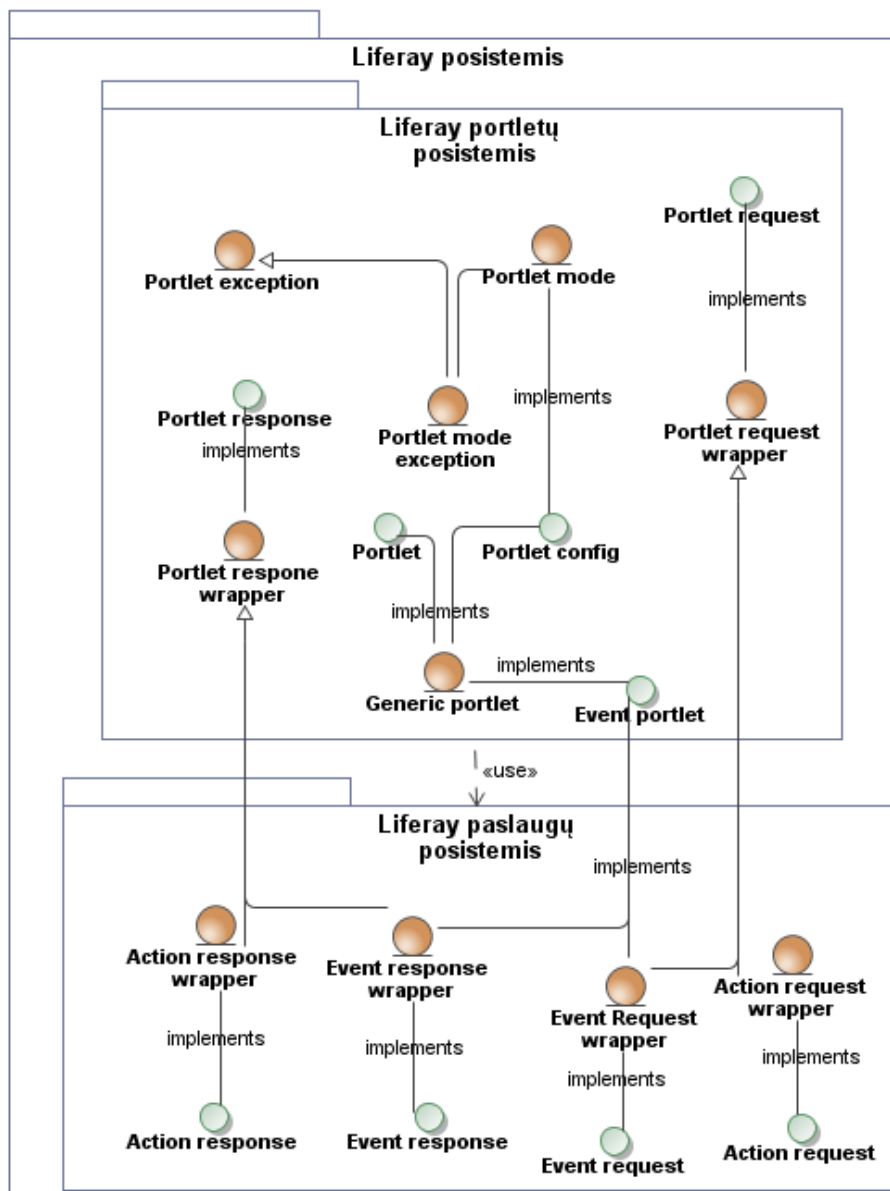 Liferay posistemis
Liferay portletų
posistemis
Portlet request
Portlet exception
Portlet mode
implements
implements
Portlet response
implements
Portlet mode
exception
Portlet request
wrapper
Portlet
Portlet config
Portlet respone
wrapper
implements
implements
Generic portlet
Event portlet
«use»
Liferay paslaugų
posistemis
implements
Action response
wrapper
Event response
wrapper
Event Request
wrapper
Action request
wrapper
implements
implements
implements
implements
Action response
Event response
Event request
Action request